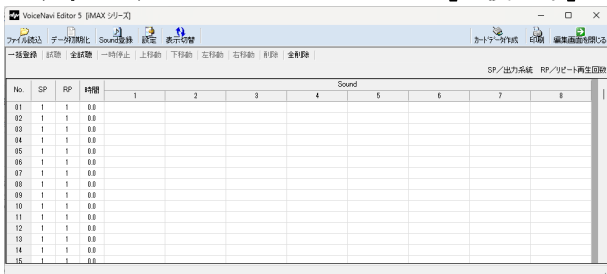 VoiceNavi Editor 5 [iMAX シリーズ]
ファイル読込 データ初期化 Sound登録 設定 表示切替 カードデータ作成 印刷 編集画面を閉じる
一括登録 試聴 全試聴 一時停止 上移動 下移動 左移動 右移動 削除 全削除
SP/出力系統 RP/リピート再生回数
No. SP RP 時間 Sound
1 2 3 4 5 6 7 8
01 1 1 0.0
02 1 1 0.0
03 1 1 0.0
04 1 1 0.0
05 1 1 0.0
06 1 1 0.0
07 1 1 0.0
08 1 1 0.0
09 1 1 0.0
10 1 1 0.0
11 1 1 0.0
12 1 1 0.0
13 1 1 0.0
14 1 1 0.0
15 1 1 0.0